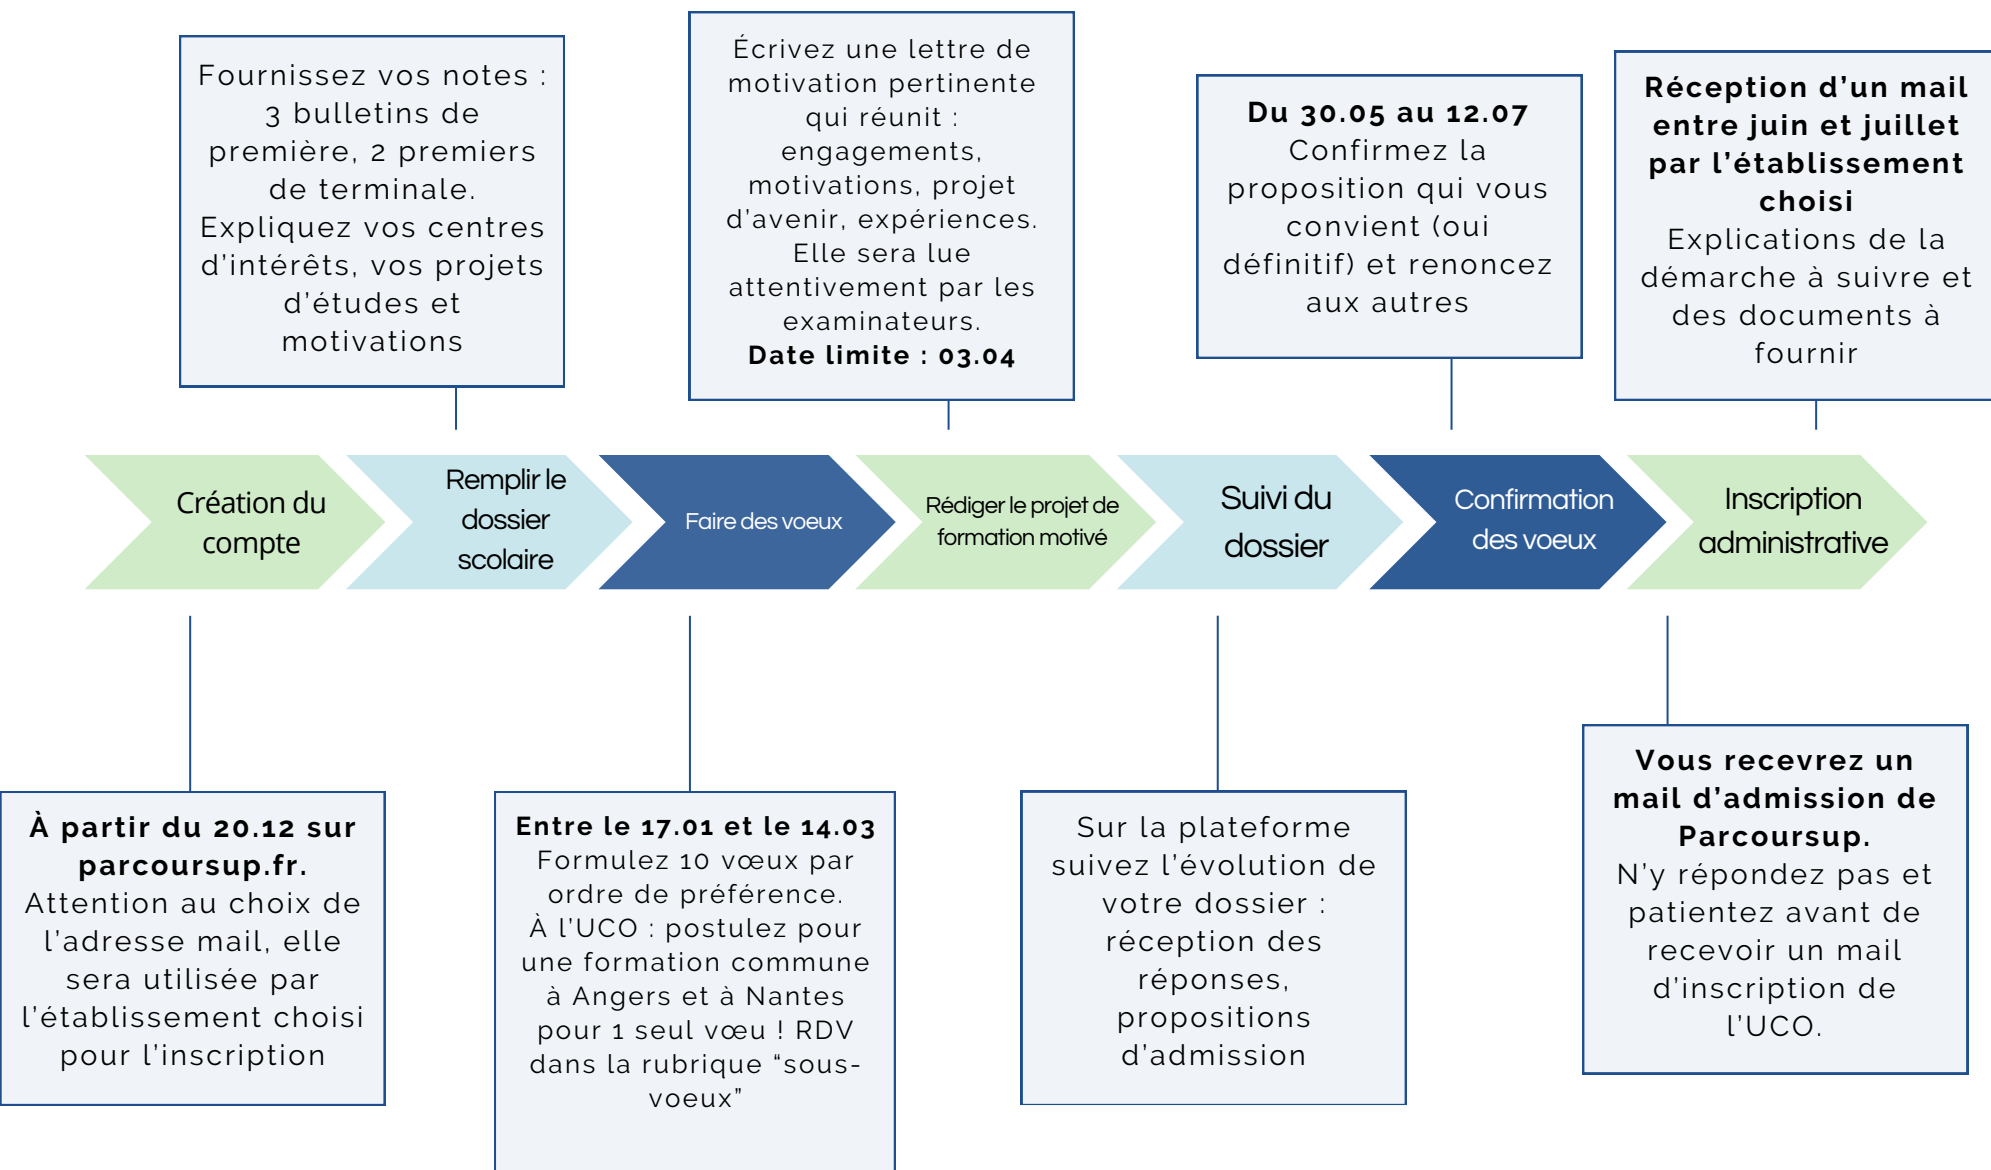 Fournissez vos notes :
3 bulletins de
première, 2 premiers
de terminale.
Expliquez vos centres
d'intérêts, vos projets
d'études et
motivations
Écrivez une lettre de
motivation pertinente
qui réunit :
engagements,
motivations, projet
d'avenir, expériences.
Elle sera lue
attentivement par les
examinateurs.
Date limite : 03.04
Du 30.05 au 12.07
Confirmez la
proposition qui vous
convient (oui
définitif) et renoncez
aux autres
Réception d'un mail
entre juin et juillet
par l'établissement
choisi
Explications de la
démarche à suivre et
des documents à
fournir
Création du
compte
Remplir le
dossier
scolaire
Faire des voeux
Rédiger le projet de
formation motivé
Suivi du
dossier
Confirmation
des voeux
Inscription
administrative
À partir du 20.12 sur
parcoursup.fr.
Attention au choix de
l'adresse mail, elle
sera utilisée par
l'établissement choisi
pour l'inscription
Entre le 17.01 et le 14.03
Formulez 10 vœux par
ordre de préférence.
À l'UCO : postulez pour
une formation commune
à Angers et à Nantes
pour 1 seul vœu ! RDV
dans la rubrique “sous-
voeux”
Sur la plateforme
suivez l'évolution de
votre dossier :
réception des
réponses,
propositions
d'admission
Vous recevrez un
mail d'admission de
Parcoursup.
N'y répondez pas et
patientez avant de
recevoir un mail
d'inscription de
l'UCO.